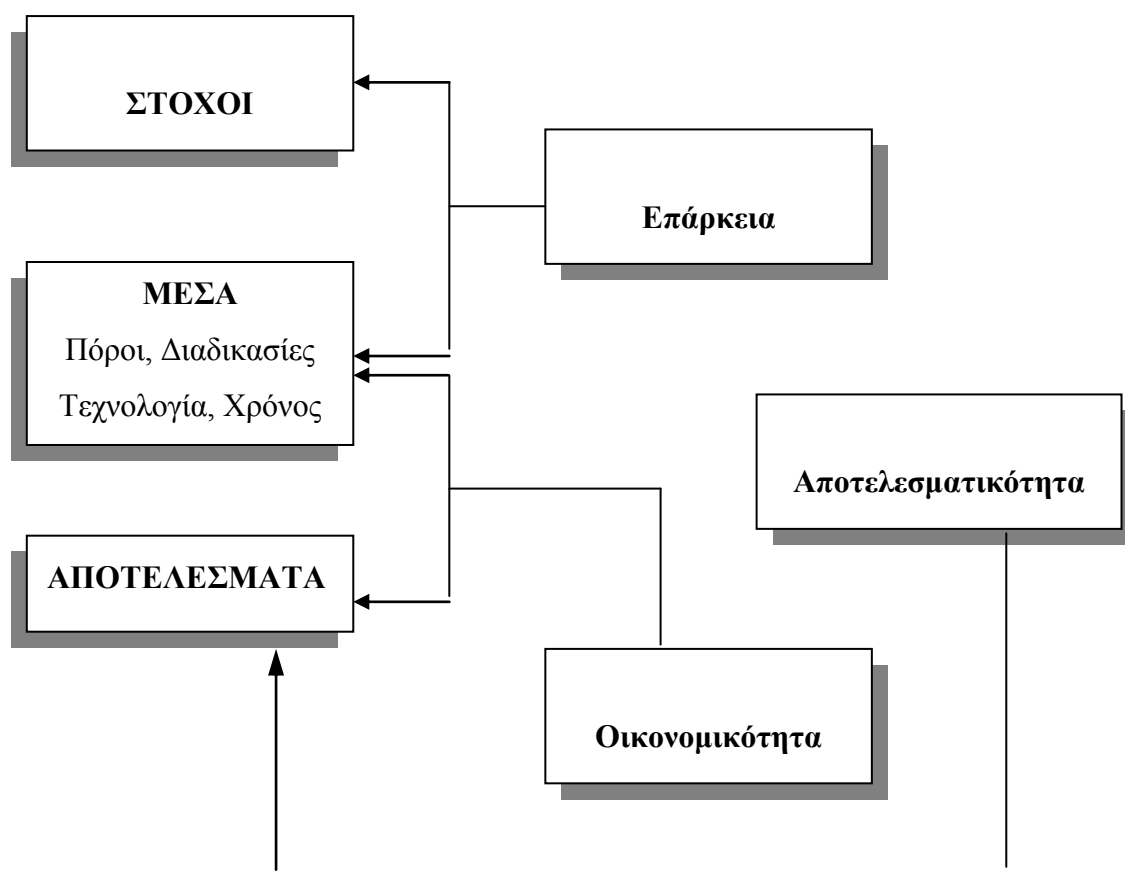 ΣΤΟΧΟΙ
Επάρκεια
ΜΕΣΑ
Πόροι, Διαδικασίες
Τεχνολογία, Χρόνος
Αποτελεσματικότητα
ΑΠΟΤΕΛΕΣΜΑΤΑ
Οικονομικότητα